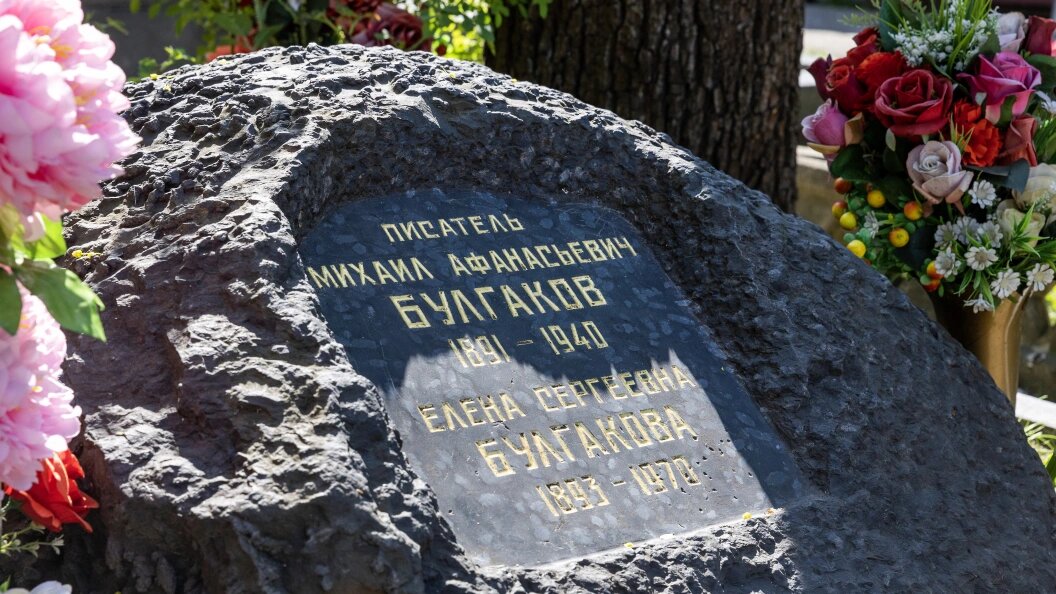 ПИСАТЕЛЬ
МИХАИЛ АФАНАСЬЕВИЧ
БУЛГАКОВ
1891 – 1940
ЕЛЕНА СЕРГЕЕВНА
БУЛГАКОВА
1893 – 1970